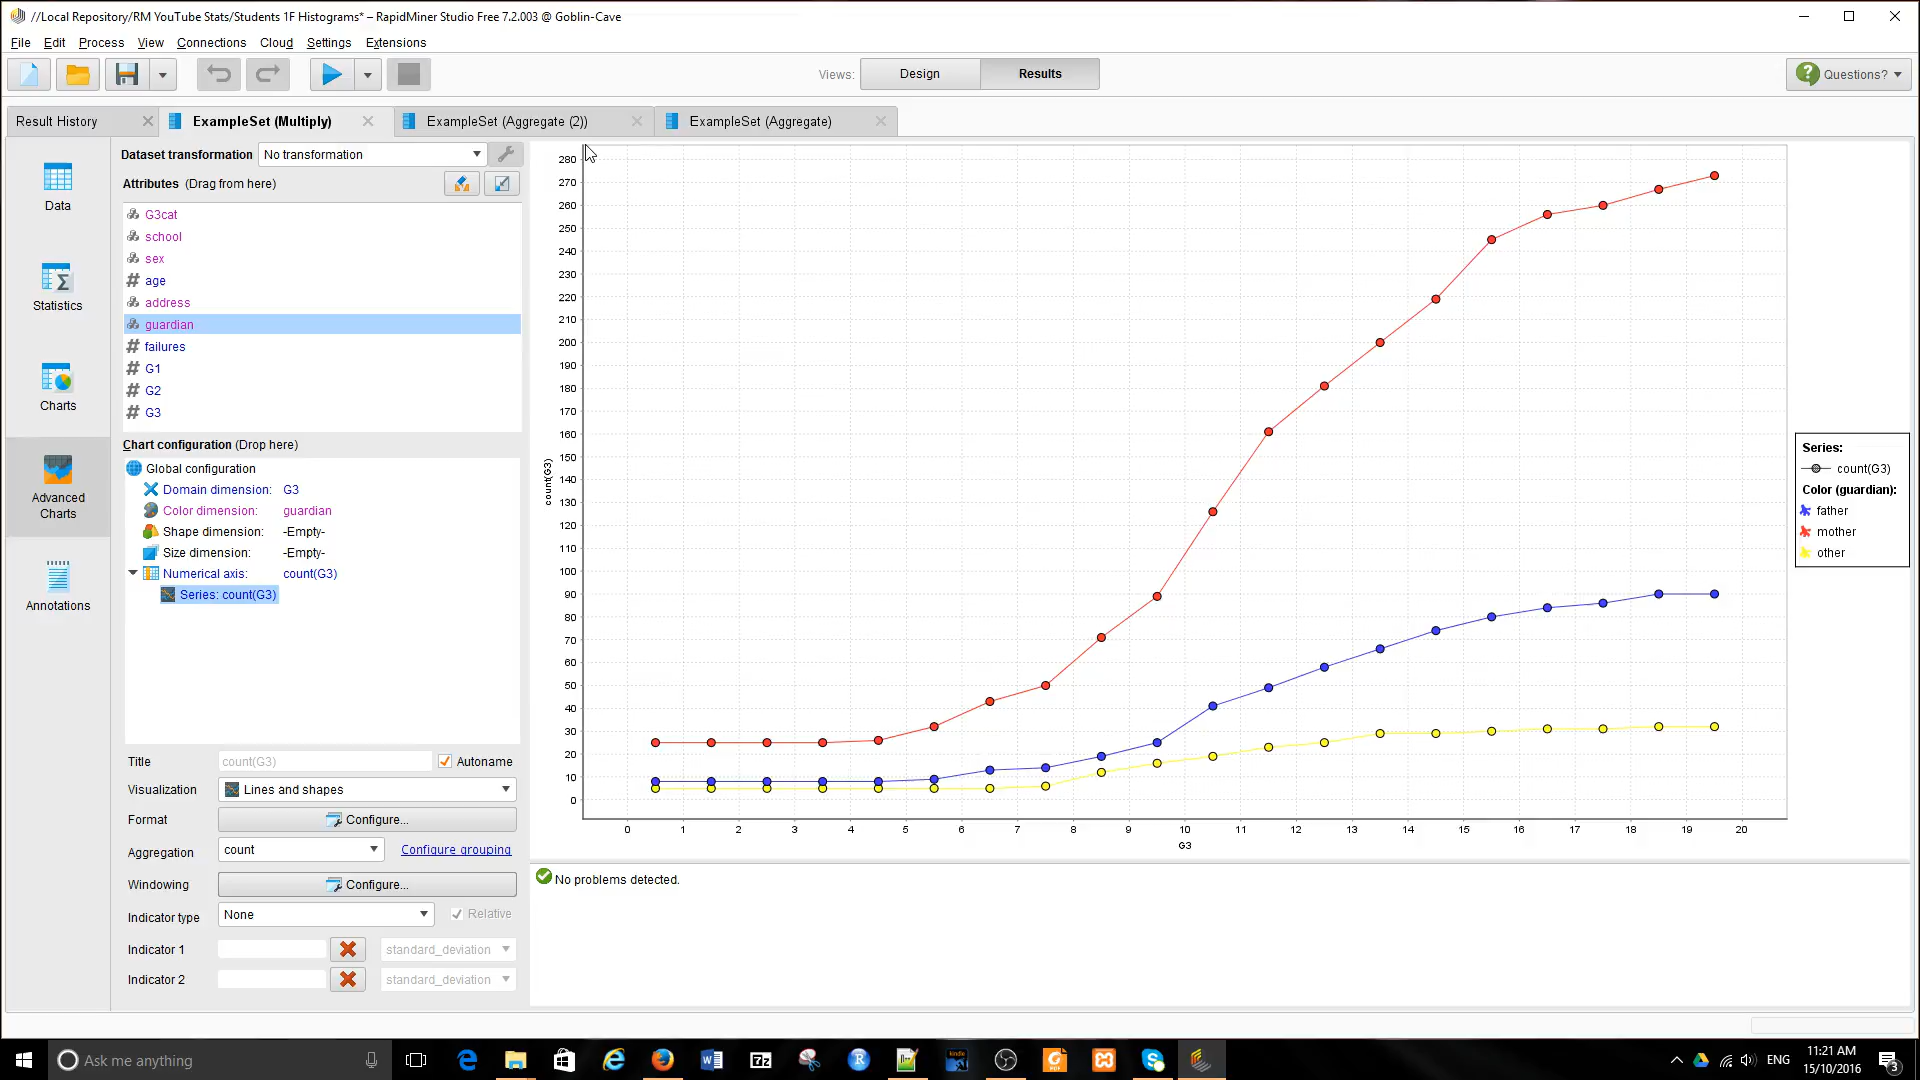 //Local Repository/RM YouTube Stats/Students 1F Histograms* – RapidMiner Studio Free 7.2.003 @ Goblin-Cave
File Edit Process View Connections Cloud Settings Extensions
Views: Design Results Questions?
Result History ExampleSet (Multiply) ExampleSet (Aggregate (2)) ExampleSet (Aggregate)
Data
Statistics
Charts
Advanced
Charts
Annotations
Dataset transformation No transformation
Attributes (Drag from here)
G3cat
school
sex
# age
address
guardian
# failures
# G1
# G2
# G3
Chart configuration (Drop here)
Global configuration
Domain dimension: G3
Color dimension: guardian
Shape dimension: -Empty-
Size dimension: -Empty-
Numerical axis: count(G3)
Series: count(G3)
Title count(G3) Autoname
Visualization Lines and shapes
Format Configure...
Aggregation count Configure grouping
Windowing Configure...
Indicator type None Relative
Indicator 1 standard_deviation
Indicator 2 standard_deviation
280
270
260
250
240
230
220
210
200
190
180
170
160
150
140
130
120
110
100
90
80
70
60
50
40
30
20
10
0
count(G3)
0 1 2 3 4 5 6 7 8 9 10 11 12 13 14 15 16 17 18 19 20
G3
Series:
count(G3)
Color (guardian):
father
mother
other
No problems detected.
Ask me anything
7z
R
kindle
ENG
11:21 AM
15/10/2016
3